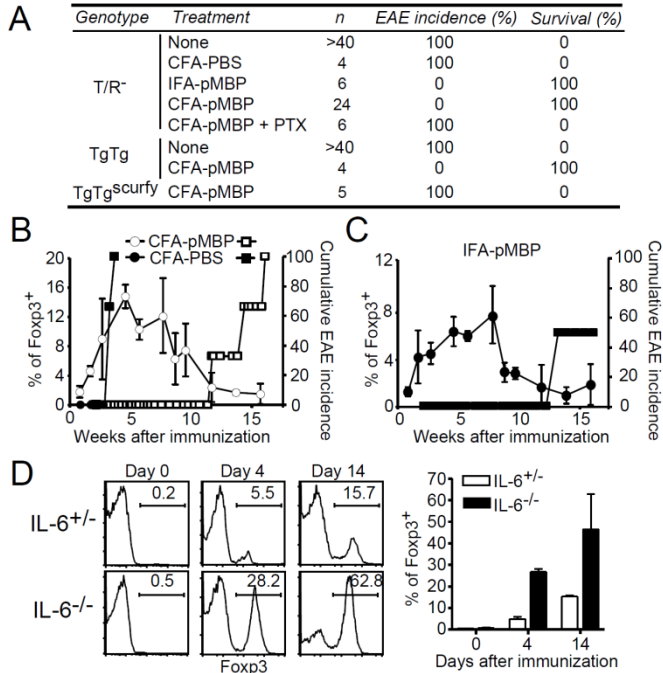 A
Genotype Treatment n EAE incidence (%) Survival (%)
None >40 100 0
CFA-PBS 4 100 0
T/R- IFA-pMBP 6 0 100
CFA-pMBP 24 0 100
CFA-pMBP + PTX 6 100 0
TgTg None >40 100 0
CFA-pMBP 4 0 100
TgTgscurfy CFA-pMBP 5 100 0
B
CFA-pMBP
CFA-PBS
% of Foxp3+
20
16
12
8
4
0
0 5 10 15
Weeks after immunization
100
80
60
40
20
0
Cumulative EAE incidence
C
IFA-pMBP
% of Foxp3+
12
8
4
0
0 5 10 15
Weeks after immunization
100
80
60
40
20
0
Cumulative EAE incidence
D
Day 0 Day 4 Day 14
IL-6+/- 0.2 5.5 15.7
IL-6-/- 0.5 28.2 62.8
Foxp3
IL-6+/-
IL-6-/-
% of Foxp3+
70
60
50
40
30
20
10
0
0 4 14
Days after immunization